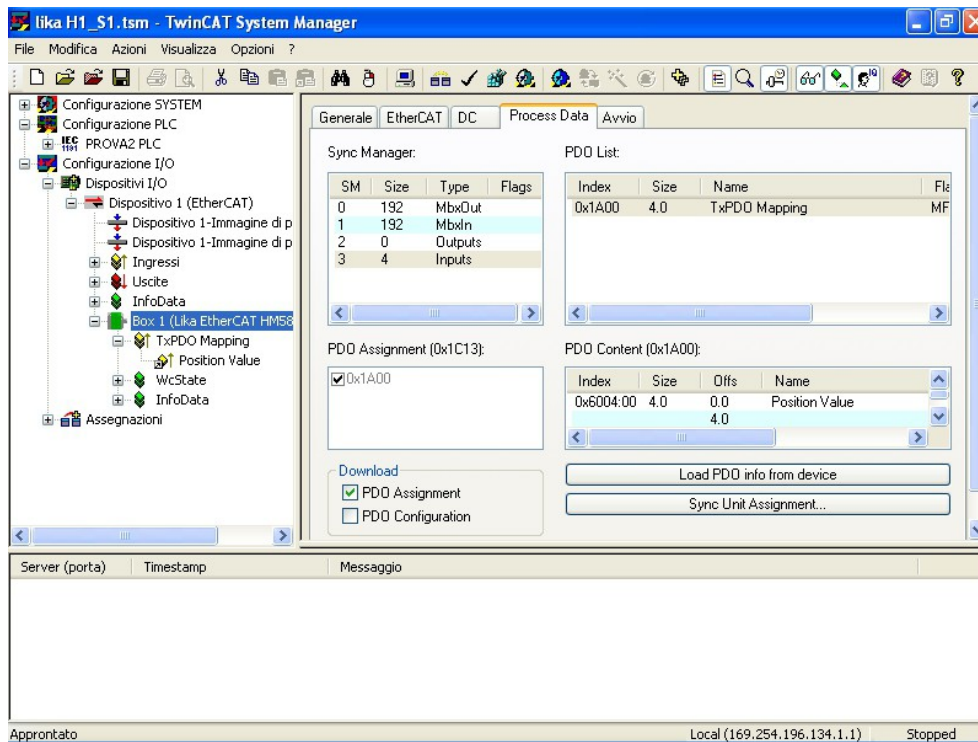 lika H1_S1.tsm - TwinCAT System Manager
File Modifica Azioni Visualizza Opzioni ?
Configurazione SYSTEM
Configurazione PLC
IEC 1131 PROVA2 PLC
Configurazione I/O
Dispositivi I/O
Dispositivo 1 (EtherCAT)
Dispositivo 1-Immagine di p
Dispositivo 1-Immagine di p
Ingressi
Uscite
InfoData
Box 1 (Lika EtherCAT HM58
TxPDO Mapping
Position Value
WcState
InfoData
Assegnazioni
Generale EtherCAT DC Process Data Avvio
Sync Manager:
SM Size Type Flags
0 192 MbxOut
1 192 MbxIn
2 0 Outputs
3 4 Inputs
PDO List:
Index Size Name Fla
0x1A00 4.0 TxPDO Mapping MF
PDO Assignment (0x1C13):
0x1A00
PDO Content (0x1A00):
Index Size Offs Name
0x6004:00 4.0 0.0 Position Value
4.0
Download
PDO Assignment
PDO Configuration
Load PDO info from device
Sync Unit Assignment...
Server (porta) Timestamp Messaggio
Approntato Local (169.254.196.134.1.1) Stopped